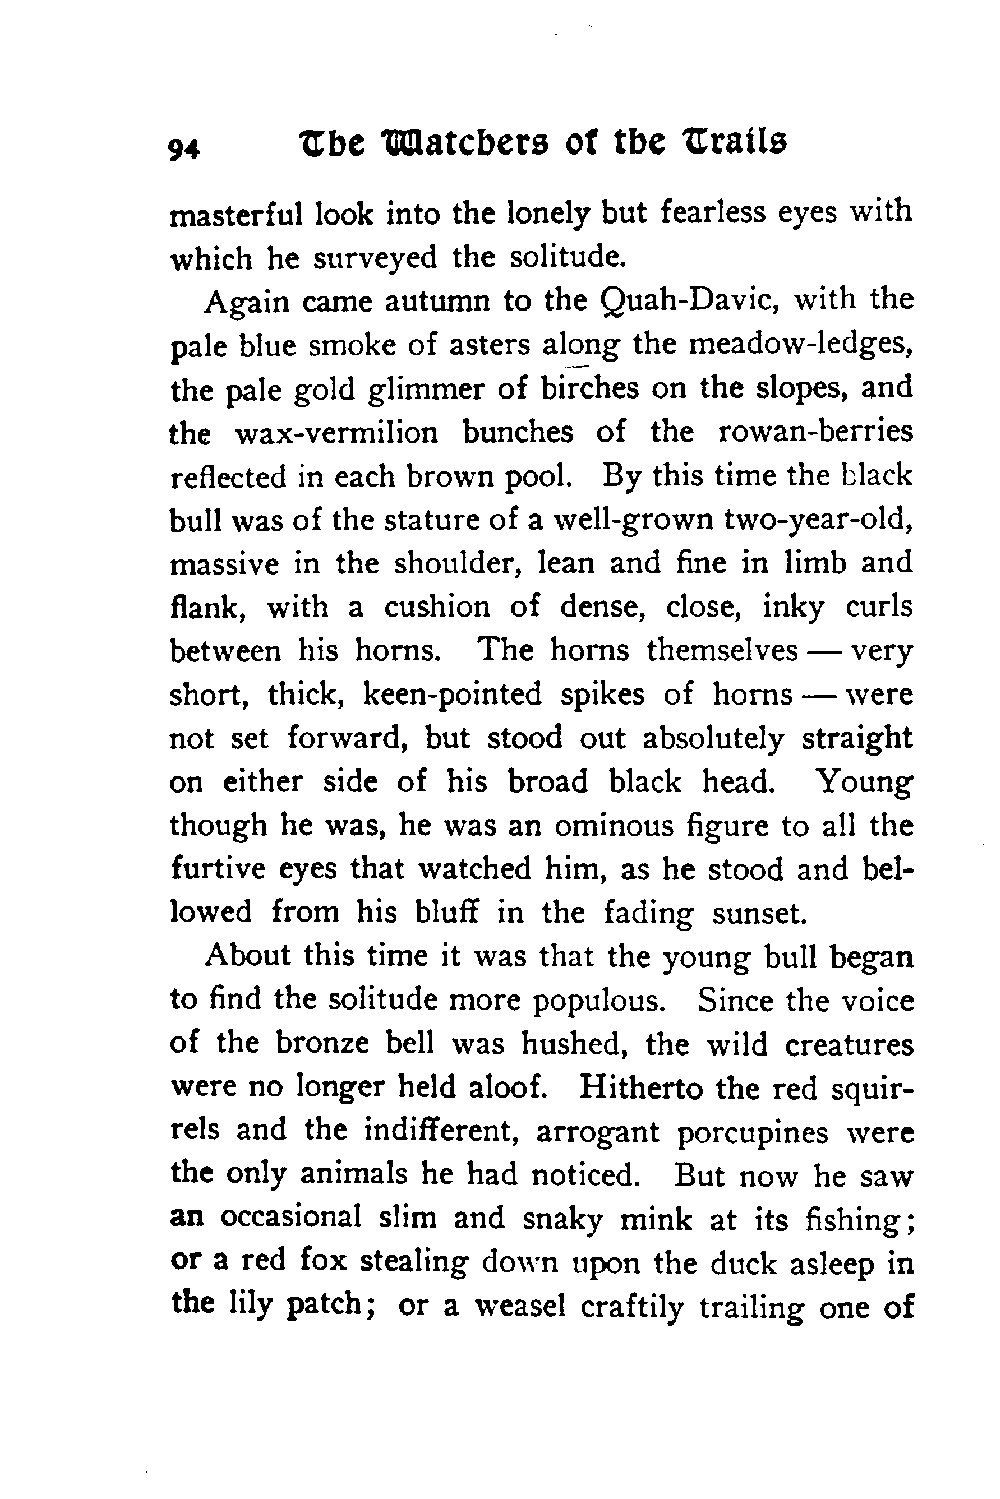 94 The Watchers of the Trails
masterful look into the lonely but fearless eyes with
which he surveyed the solitude.
Again came autumn to the Quah-Davic, with the
pale blue smoke of asters along the meadow-ledges,
the pale gold glimmer of birches on the slopes, and
the wax-vermilion bunches of the rowan-berries
reflected in each brown pool. By this time the black
bull was of the stature of a well-grown two-year-old,
massive in the shoulder, lean and fine in limb and
flank, with a cushion of dense, close, inky curls
between his horns. The horns themselves — very
short, thick, keen-pointed spikes of horns — were
not set forward, but stood out absolutely straight
on either side of his broad black head. Young
though he was, he was an ominous figure to all the
furtive eyes that watched him, as he stood and bel-
lowed from his bluff in the fading sunset.
About this time it was that the young bull began
to find the solitude more populous. Since the voice
of the bronze bell was hushed, the wild creatures
were no longer held aloof. Hitherto the red squir-
rels and the indifferent, arrogant porcupines were
the only animals he had noticed. But now he saw
an occasional slim and snaky mink at its fishing;
or a red fox stealing down upon the duck asleep in
the lily patch; or a weasel craftily trailing one of